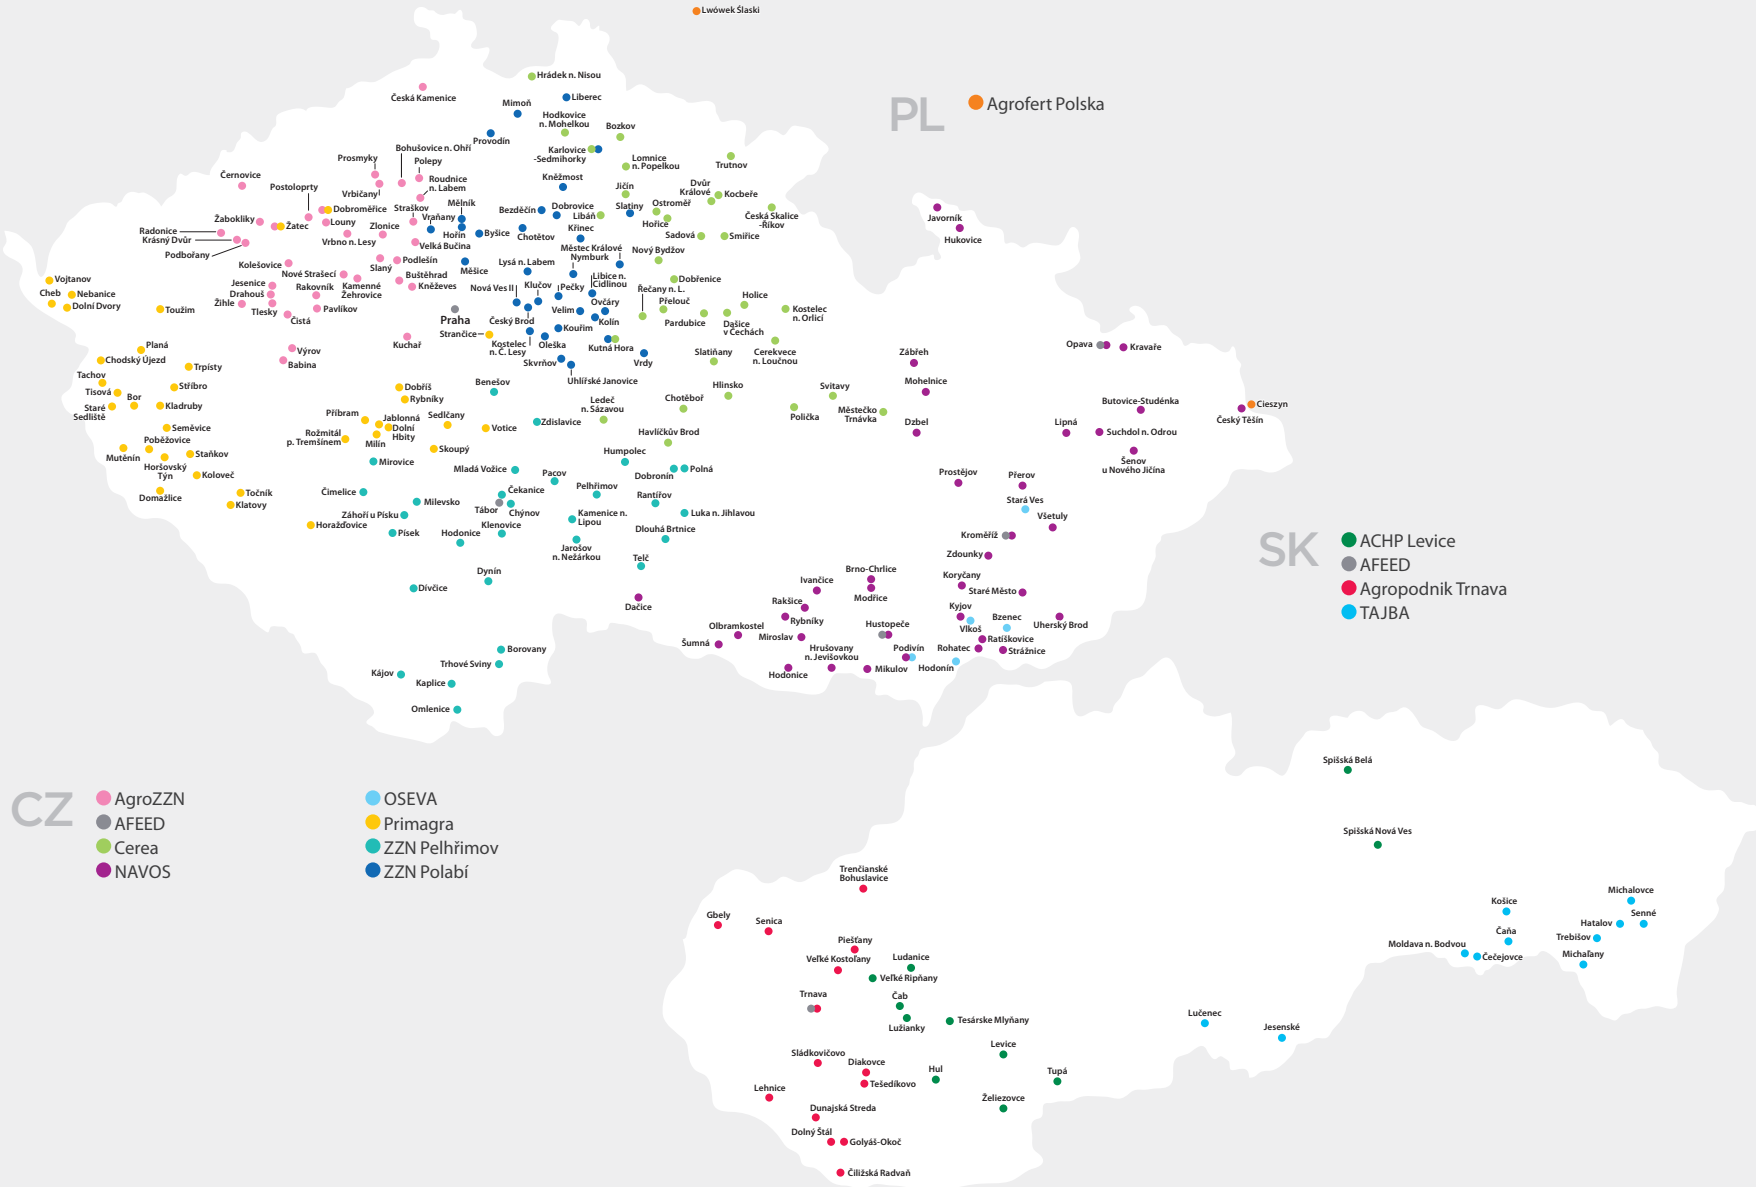 Lwówek Śląski
Hrádek n. Nisou
Česká Kamenice
Liberec
Mimoň
PL
Agrofert Polska
Hodkovice
n. Mohelkou
Bozkov
Provodín
Bohušovice n. Ohří
Karlovice
-Sedmihorky
Prosmyky
Polepy
Lomnice
n. Popelkou
Trutnov
Černovice
Roudnice
n. Labem
Kněžmost
Postoloprty
Vrbičany
Jičín
Dvůr
Králové
Kocbeře
Mělník
Bezděčín
Dobrovice
Libáň
Slatiny
Ostroměř
Dobroměřice
Straškov
Vraňany
Česká Skalice
-Říkov
Javorník
Žabokliky
Žatec
Louny
Zlonice
Hořín
Byšice
Chotětov
Křinec
Hořice
Sadová
Smiřice
Radonice
Krásný Dvůr
Vrbno n. Lesy
Velká Bučina
Hukovice
Podbořany
Městec Králové
Nymburk
Nový Bydžov
Kolešovice
Slaný
Podlešín
Měšice
Lysá n. Labem
Nové Strašecí
Buštěhrad
Libice n.
Cidlinou
Dobřenice
Vojtanov
Jesenice
Rakovník
Kamenné
Žehrovice
Kněževes
Nová Ves II
Klučov
Pečky
Řečany n. L.
Cheb
Nebanice
Drahouš
Ovčáry
Přelouč
Holice
Dolní Dvory
Toužim
Žihle
Tlesky
Pavlíkov
Velim
Kostelec
n. Orlicí
Čistá
Praha
Český Brod
Kolín
Pardubice
Dašice
v Čechách
Strančice
Kouřim
Kuchař
Kostelec
n. Č. Lesy
Oleška
Kutná Hora
Opava
Kravaře
Planá
Výrov
Skvrňov
Vrdy
Slatiňany
Cerekvece
n. Loučnou
Zábřeh
Chodský Újezd
Trpísty
Babina
Tachov
Uhlířské Janovice
Benešov
Mohelnice
Tisová
Bor
Stříbro
Dobříš
Rybníky
Hlinsko
Svitavy
Staré
Sedliště
Kladruby
Ledeč
n. Sázavou
Chotěboř
Butovice-Studénka
Cieszyn
Příbram
Jablonná
Dolní
Hbity
Sedlčany
Polička
Městečko
Trnávka
Český Těšín
Seměvice
Votice
Zdislavice
Dzbel
Lipná
Suchdol n. Odrou
Rožmitál
p. Tremšínem
Milín
Havlíčkův Brod
Poběžovice
Skoupý
Mutěnín
Staňkov
Humpolec
Horšovský
Týn
Mirovice
Mladá Vožice
Dobronín
Polná
Šenov
u Nového Jičína
Koloveč
Pacov
Prostějov
Přerov
Domažlice
Točník
Čimelice
Čekanice
Pelhřimov
Rantířov
Stará Ves
Klatovy
Milevsko
Tábor
Chýnov
Záhoří u Písku
Kamenice n.
Lipou
Luka n. Jihlavou
Všetuly
Horažďovice
Klenovice
Písek
Hodonice
Dlouhá Brtnice
Kroměříž
Jarošov
n. Nežárkou
Telč
Zdounky
SK
ACHP Levice
AFEED
Agropodnik Trnava
TAJBA
Dynín
Brno-Chrlice
Koryčany
Dívčice
Ivančice
Modřice
Staré Město
Dačice
Rakšice
Rybníky
Kyjov
Bzenec
Olbramkostel
Hustopeče
Vlkoš
Uherský Brod
Šumná
Miroslav
Ratíškovice
Borovany
Hrušovany
n. Jevišovkou
Podivín
Rohatec
Strážnice
Trhové Sviny
Hodonice
Mikulov
Hodonín
Kájov
Kaplice
Omlenice
Spišská Belá
CZ
AgroZZN
AFEED
Cerea
NAVOS
OSEVA
Primagra
ZZN Pelhřimov
ZZN Polabí
Spišská Nová Ves
Trenčianské
Bohuslavice
Michalovce
Košice
Gbely
Senica
Senné
Hatalov
Piešťany
Čaňa
Trebišov
Moldava n. Bodvou
Veľké Kostoľany
Ludanice
Čečejovce
Michaľany
Veľké Ripňany
Trnava
Čab
Lužianky
Tesárske Mlyňany
Lučenec
Jesenské
Levice
Sládkovičovo
Diakovce
Hul
Tupá
Tešedíkovo
Lehnice
Želiezovce
Dunajská Streda
Dolný Štál
Golyáš-Okoč
Čiližská Radvaň